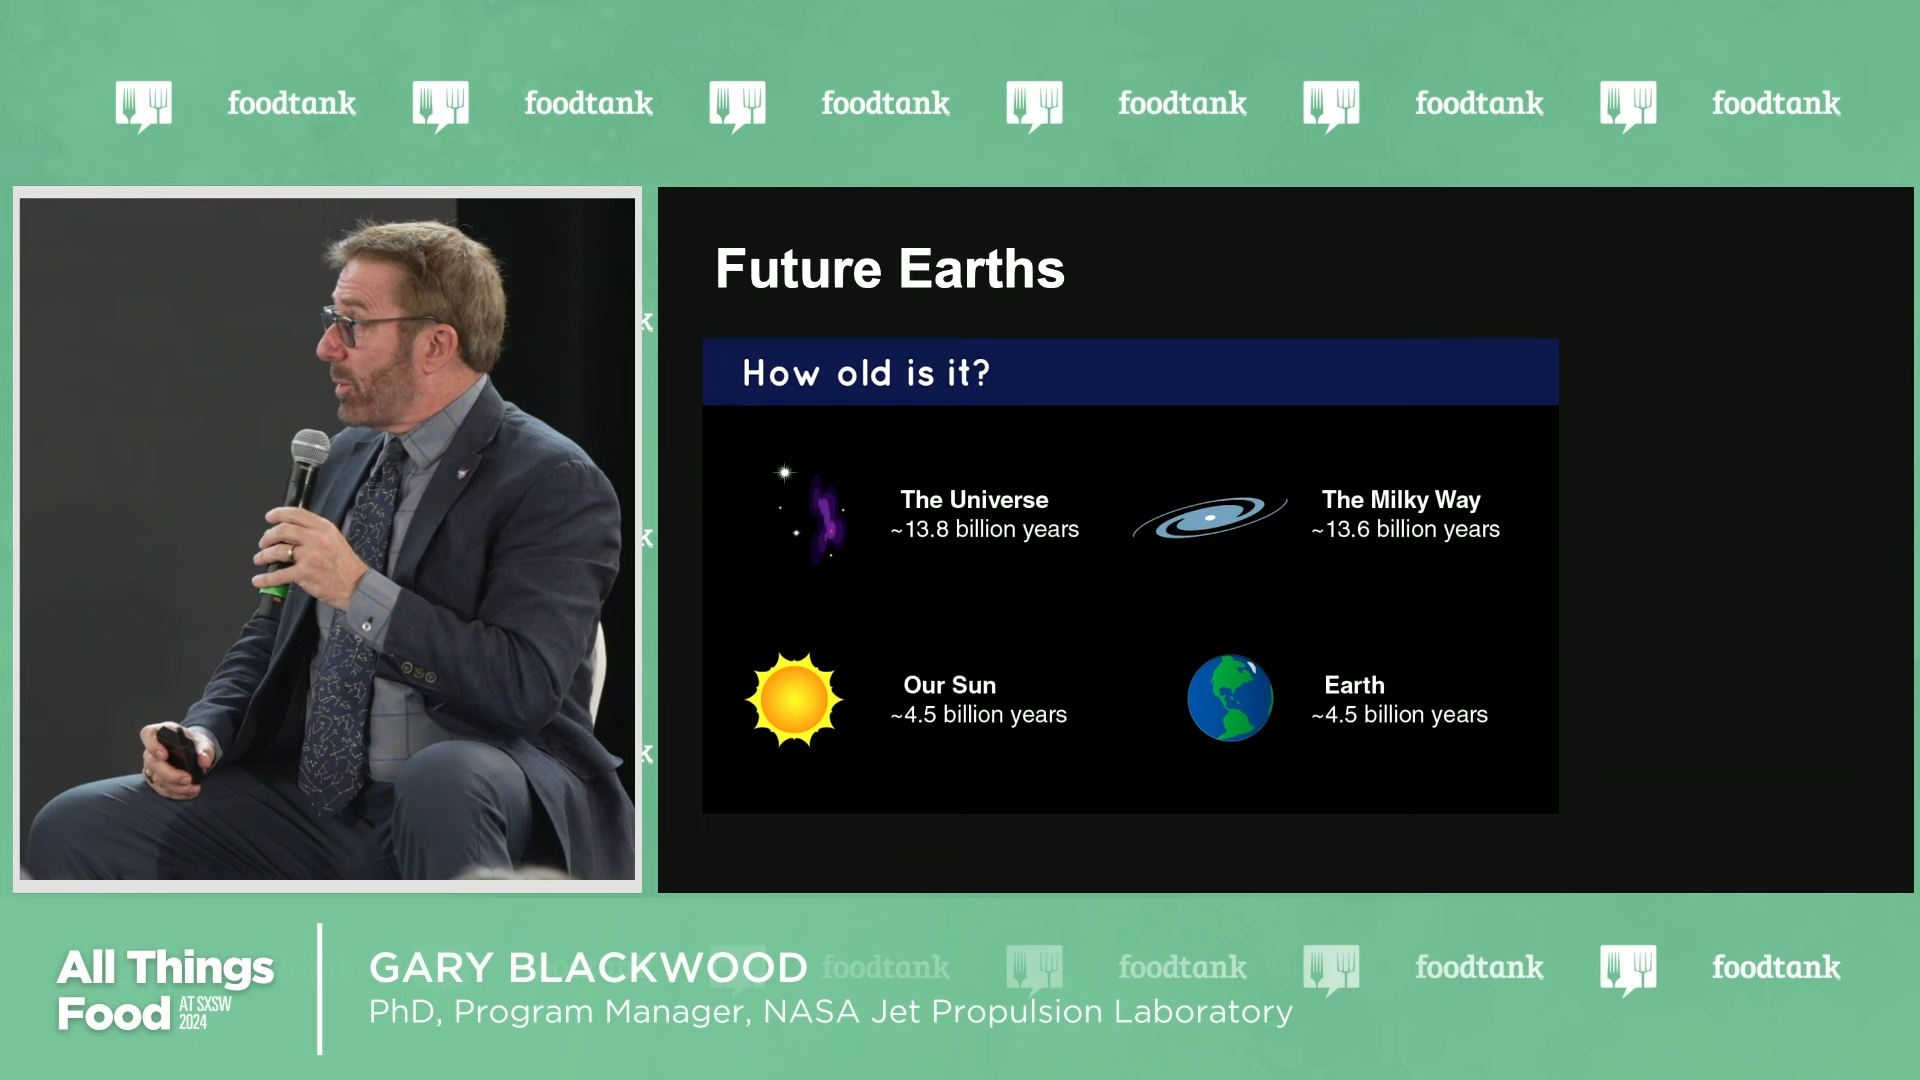 foodtank foodtank foodtank foodtank foodtank foodtank
Future Earths
How old is it?
The Universe
~13.8 billion years
The Milky Way
~13.6 billion years
Our Sun
~4.5 billion years
Earth
~4.5 billion years
k
k
k
All Things
Food AT SXSW
2024
GARY BLACKWOOD
PhD, Program Manager, NASA Jet Propulsion Laboratory
foodtank foodtank foodtank foodtank